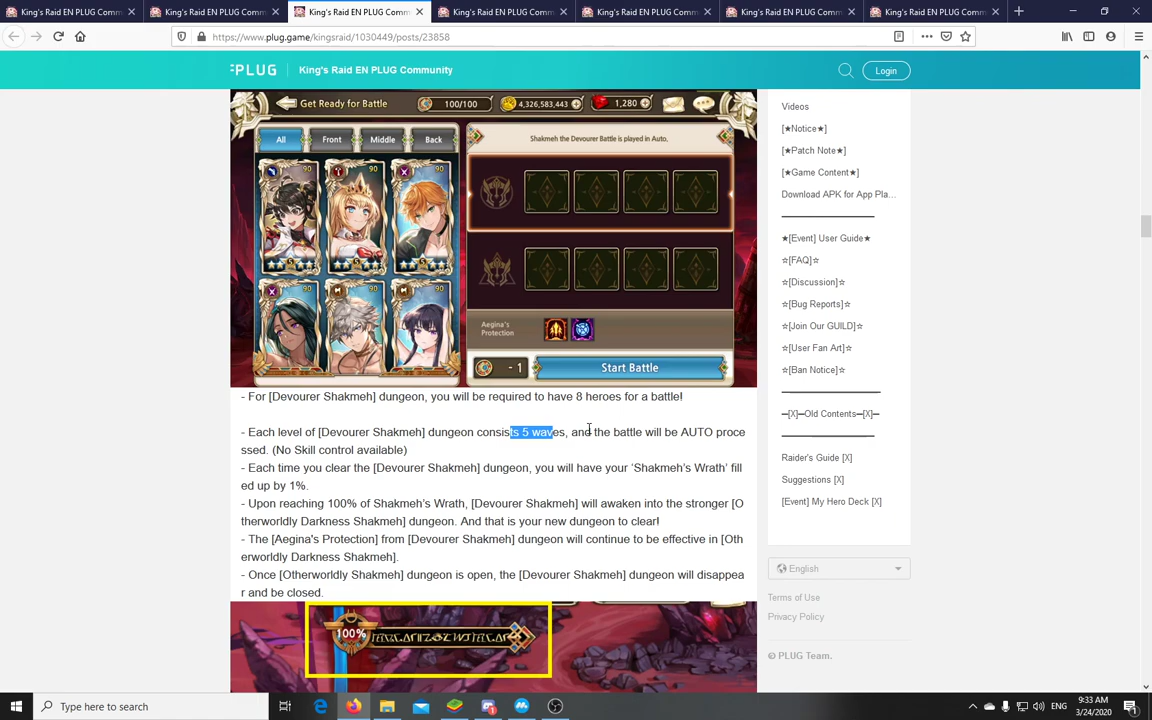 King's Raid EN PLUG Comm
King's Raid EN PLUG Comm
King's Raid EN PLUG Comm
King's Raid EN PLUG Comm
King's Raid EN PLUG Comm
King's Raid EN PLUG Comm
King's Raid EN PLUG Comm
https://www.plug.game/kingsraid/1030449/posts/23858
PLUG King's Raid EN PLUG Community
Login
Get Ready for Battle 100/100 4,326,583,443 1,280
All Front Middle Back
Shakmeh the Devourer Battle is played in Auto.
90 90 90
90 90 90
Aegina's
Protection
- 1 Start Battle
- For [Devourer Shakmeh] dungeon, you will be required to have 8 heroes for a battle!
- Each level of [Devourer Shakmeh] dungeon consists 5 waves, and the battle will be AUTO proce
ssed. (No Skill control available)
- Each time you clear the [Devourer Shakmeh] dungeon, you will have your ‘Shakmeh’s Wrath’ fill
ed up by 1%.
- Upon reaching 100% of Shakmeh’s Wrath, [Devourer Shakmeh] will awaken into the stronger [O
therworldly Darkness Shakmeh] dungeon. And that is your new dungeon to clear!
- The [Aegina's Protection] from [Devourer Shakmeh] dungeon will continue to be effective in [Oth
erworldly Darkness Shakmeh].
- Once [Otherworldly Shakmeh] dungeon is open, the [Devourer Shakmeh] dungeon will disappea
r and be closed.
100%
Videos
[★Notice★]
[★Patch Note★]
[★Game Content★]
Download APK for App Pla...
★[Event] User Guide★
☆[FAQ]☆
☆[Discussion]☆
☆[Bug Reports]☆
☆[Join Our GUILD]☆
☆[User Fan Art]☆
☆[Ban Notice]☆
━[X]━Old Contents━[X]━
Raider's Guide [X]
Suggestions [X]
[Event] My Hero Deck [X]
English
Terms of Use
Privacy Policy
© PLUG Team.
Type here to search
ENG
9:33 AM
3/24/2020